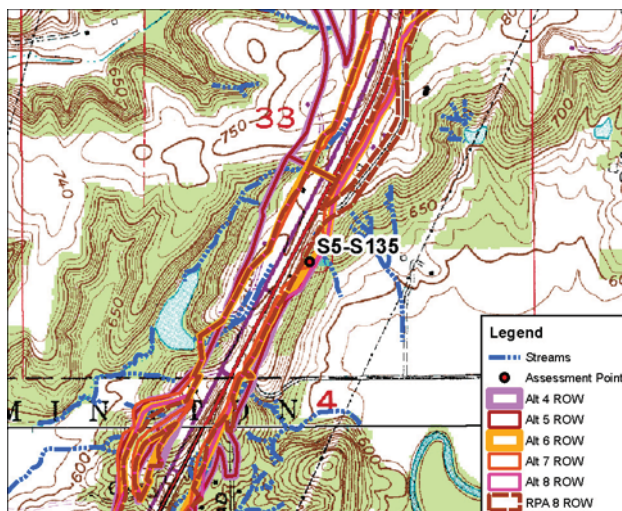 650
800
33
750
700
740
650
S5-S135
650
600
600
4
M I N G T O N
Legend
Streams
Assessment Point
Alt 4 ROW
Alt 5 ROW
Alt 6 ROW
Alt 7 ROW
Alt 8 ROW
RPA 8 ROW